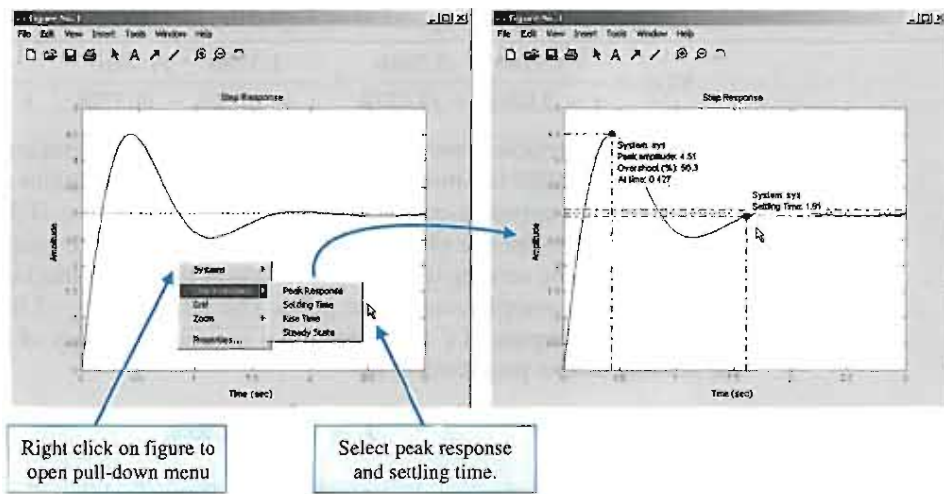 Figure No. 1
File Edit View Insert Tools Window Help
Step Response
Amplitude
Systems
Grid
Zoom
Properties...
Peak Response
Settling Time
Rise Time
Steady State
Time (sec)
Right click on figure to
open pull-down menu
Select peak response
and settling time.
Figure No. 1
File Edit View Insert Tools Window Help
Step Response
Amplitude
System: sys
Peak amplitude: 4.51
Overshoot (%): 50.3
At time: 0.427
System: sys
Settling Time: 1.61
Time (sec)